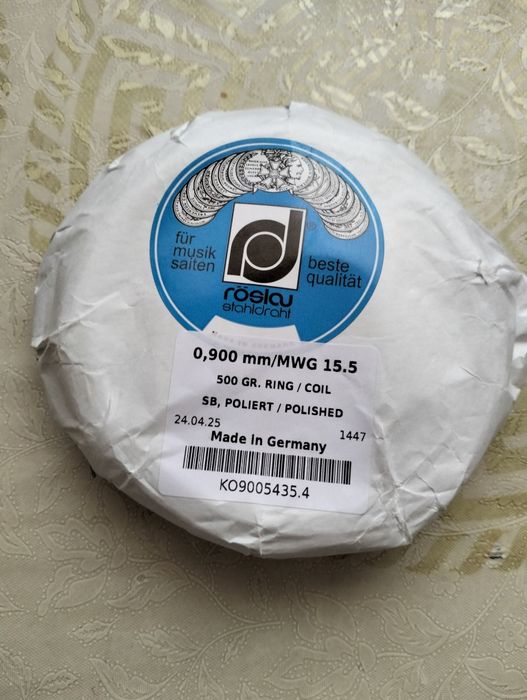 für
musik
saiten
beste
qualität
®
röslau
stahldraht
0,900 mm/MWG 15.5
500 GR. RING / COIL
SB, POLIERT / POLISHED
24.04.25
1447
Made in Germany
KO9005435.4